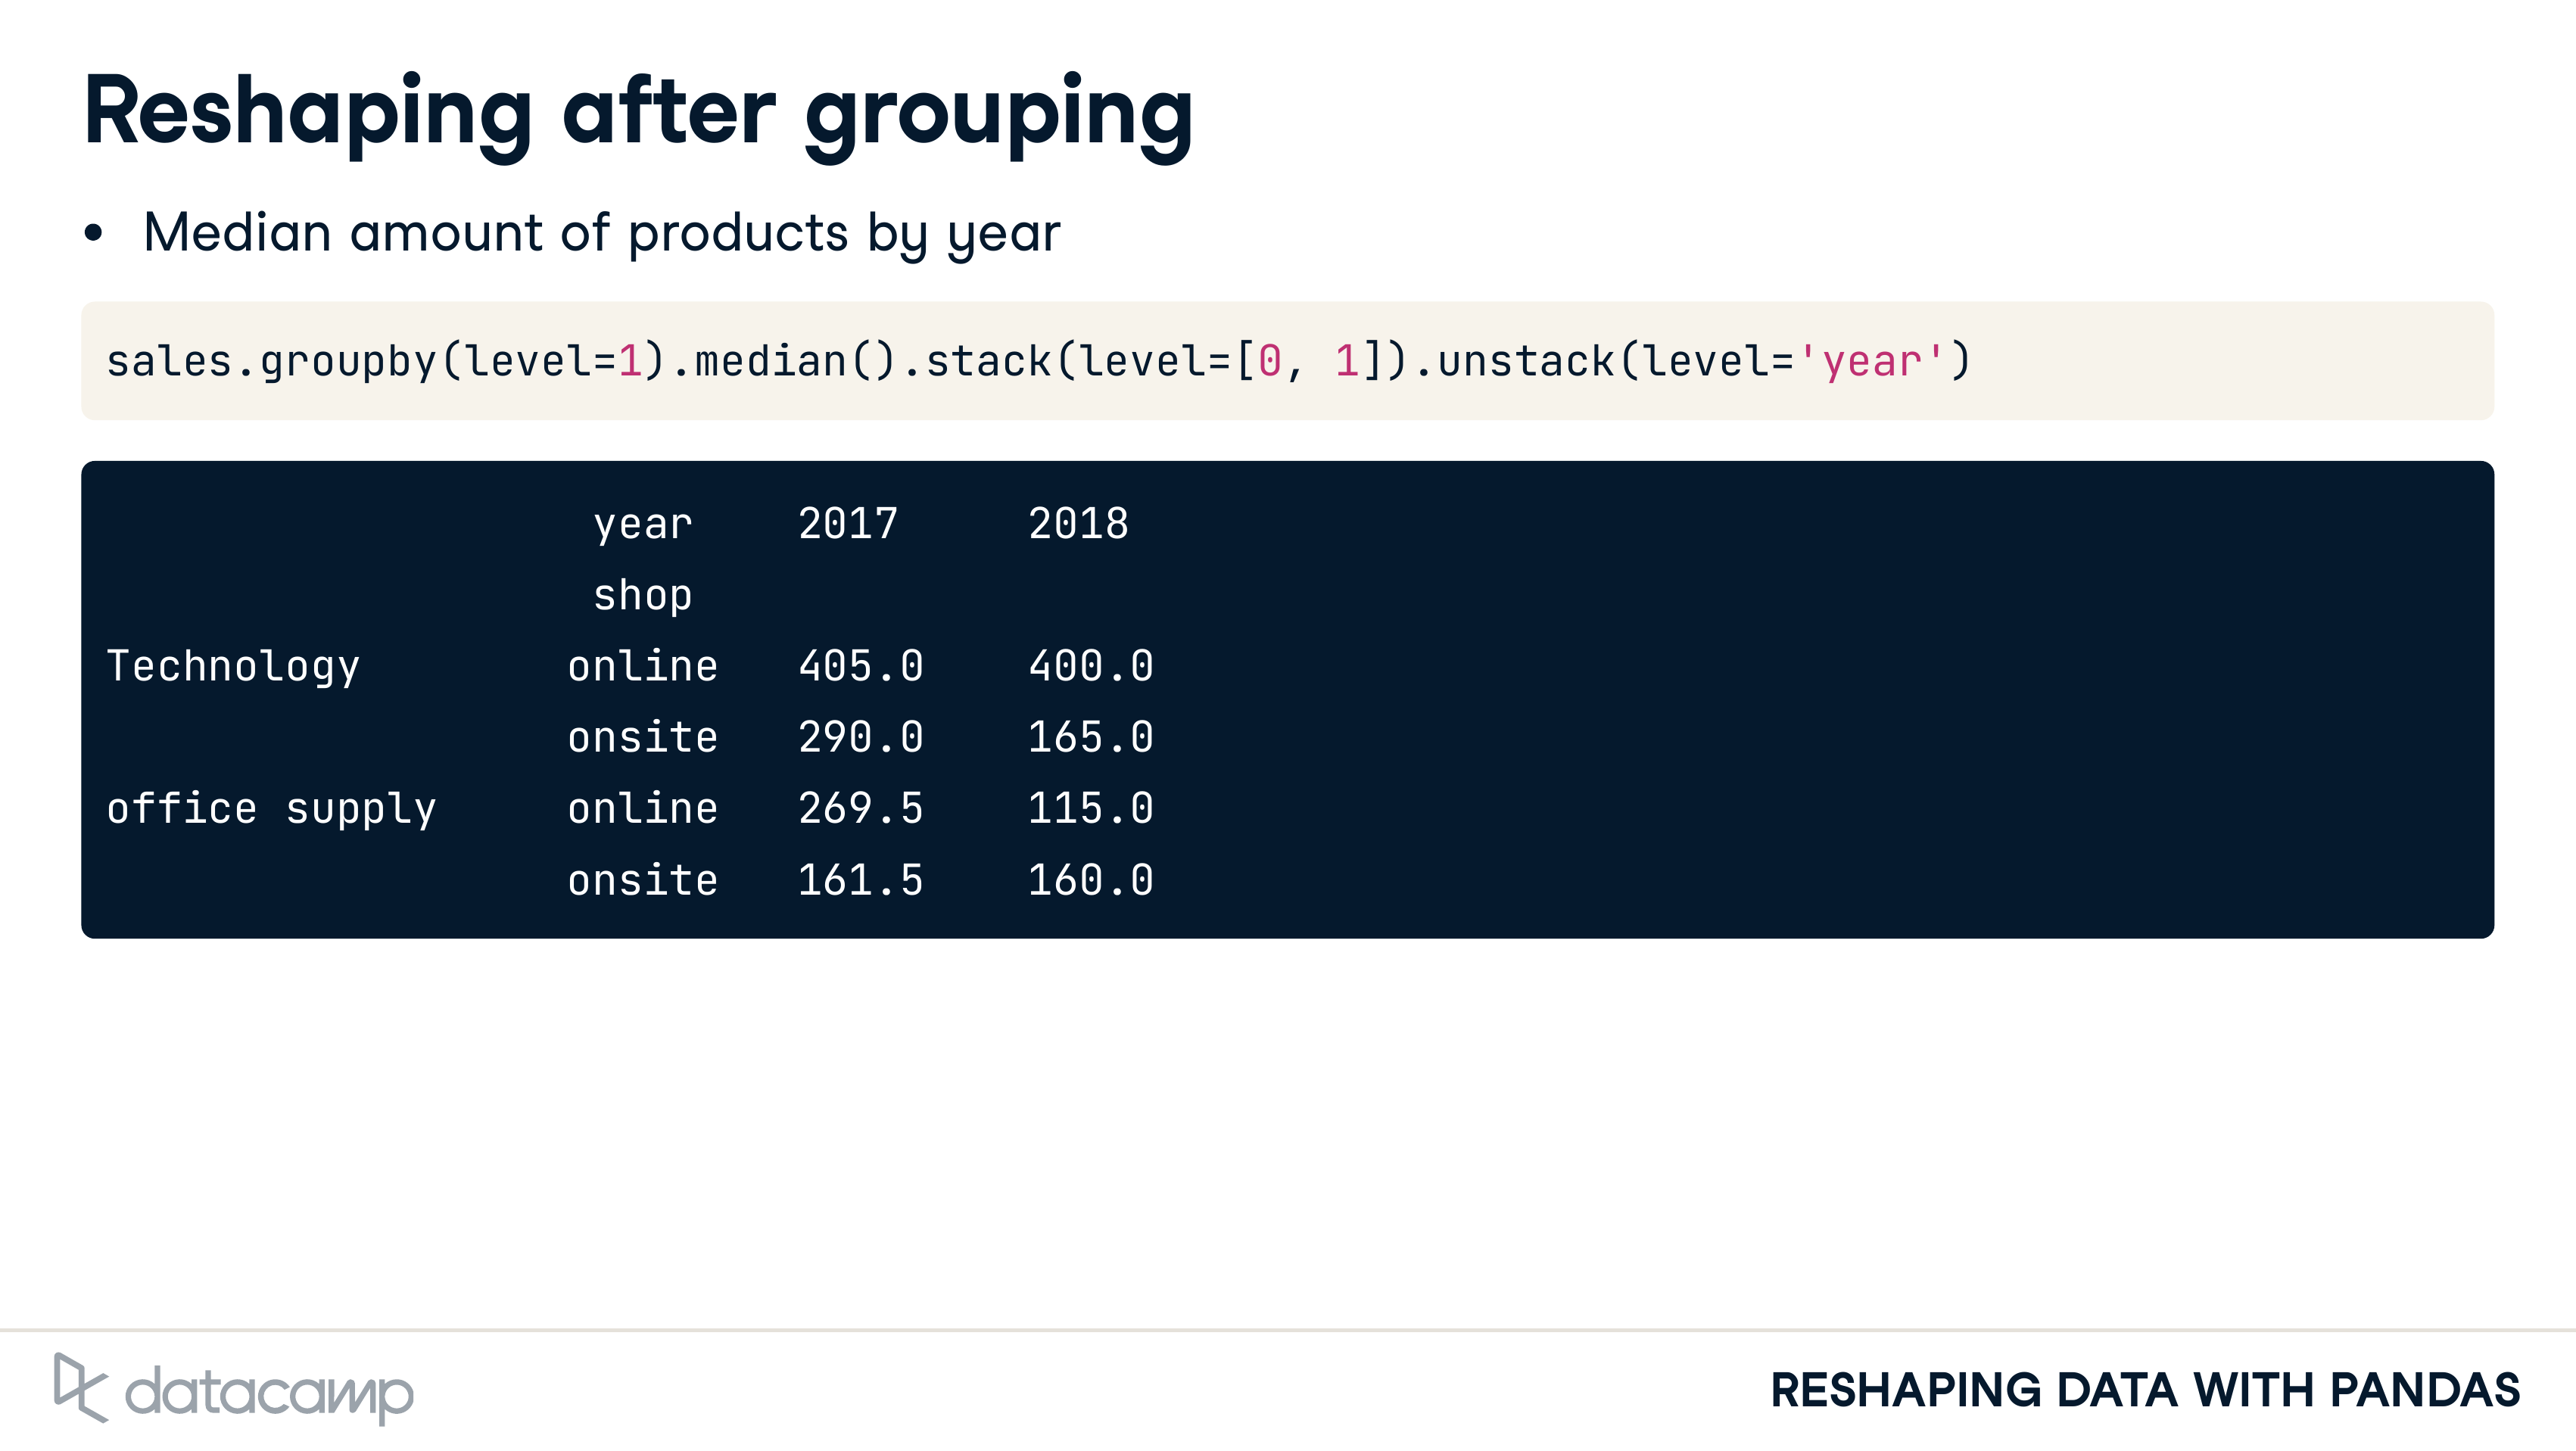 Reshaping after grouping
• Median amount of products by year
sales.groupby(level=1).median().stack(level=[0, 1]).unstack(level='year')
year 2017 2018
shop
Technology online 405.0 400.0
onsite 290.0 165.0
office supply online 269.5 115.0
onsite 161.5 160.0
datacamp
RESHAPING DATA WITH PANDAS